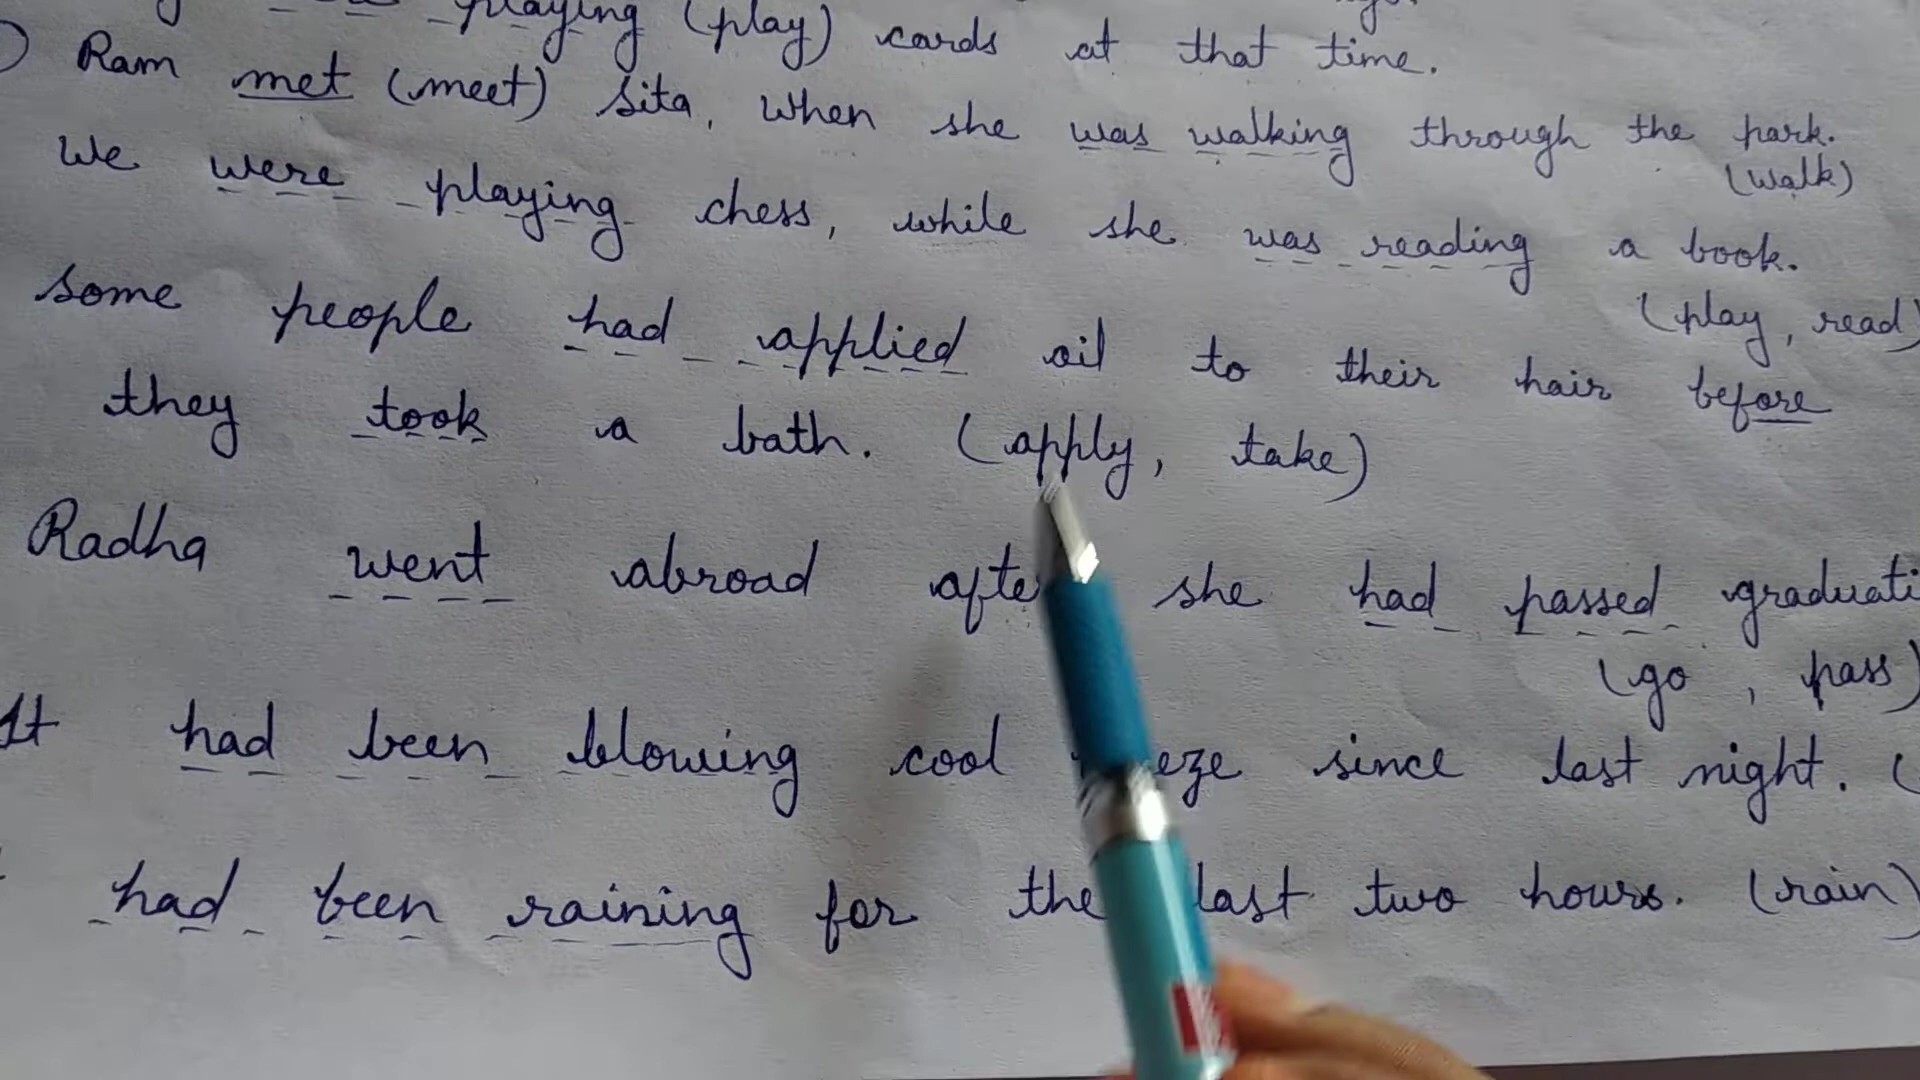 playing (play) cards at that time.
Ram met (meet) Sita, when she was walking through the park.
(walk)
We were playing chess, while she was reading a book.
(play, read)
Some people had applied oil to their hair before
they took a bath. (apply, take)
Radha went abroad after she had passed graduati
(go, pass)
It had been blowing cool since last night. (
had been raining for the last two hours. (rain)